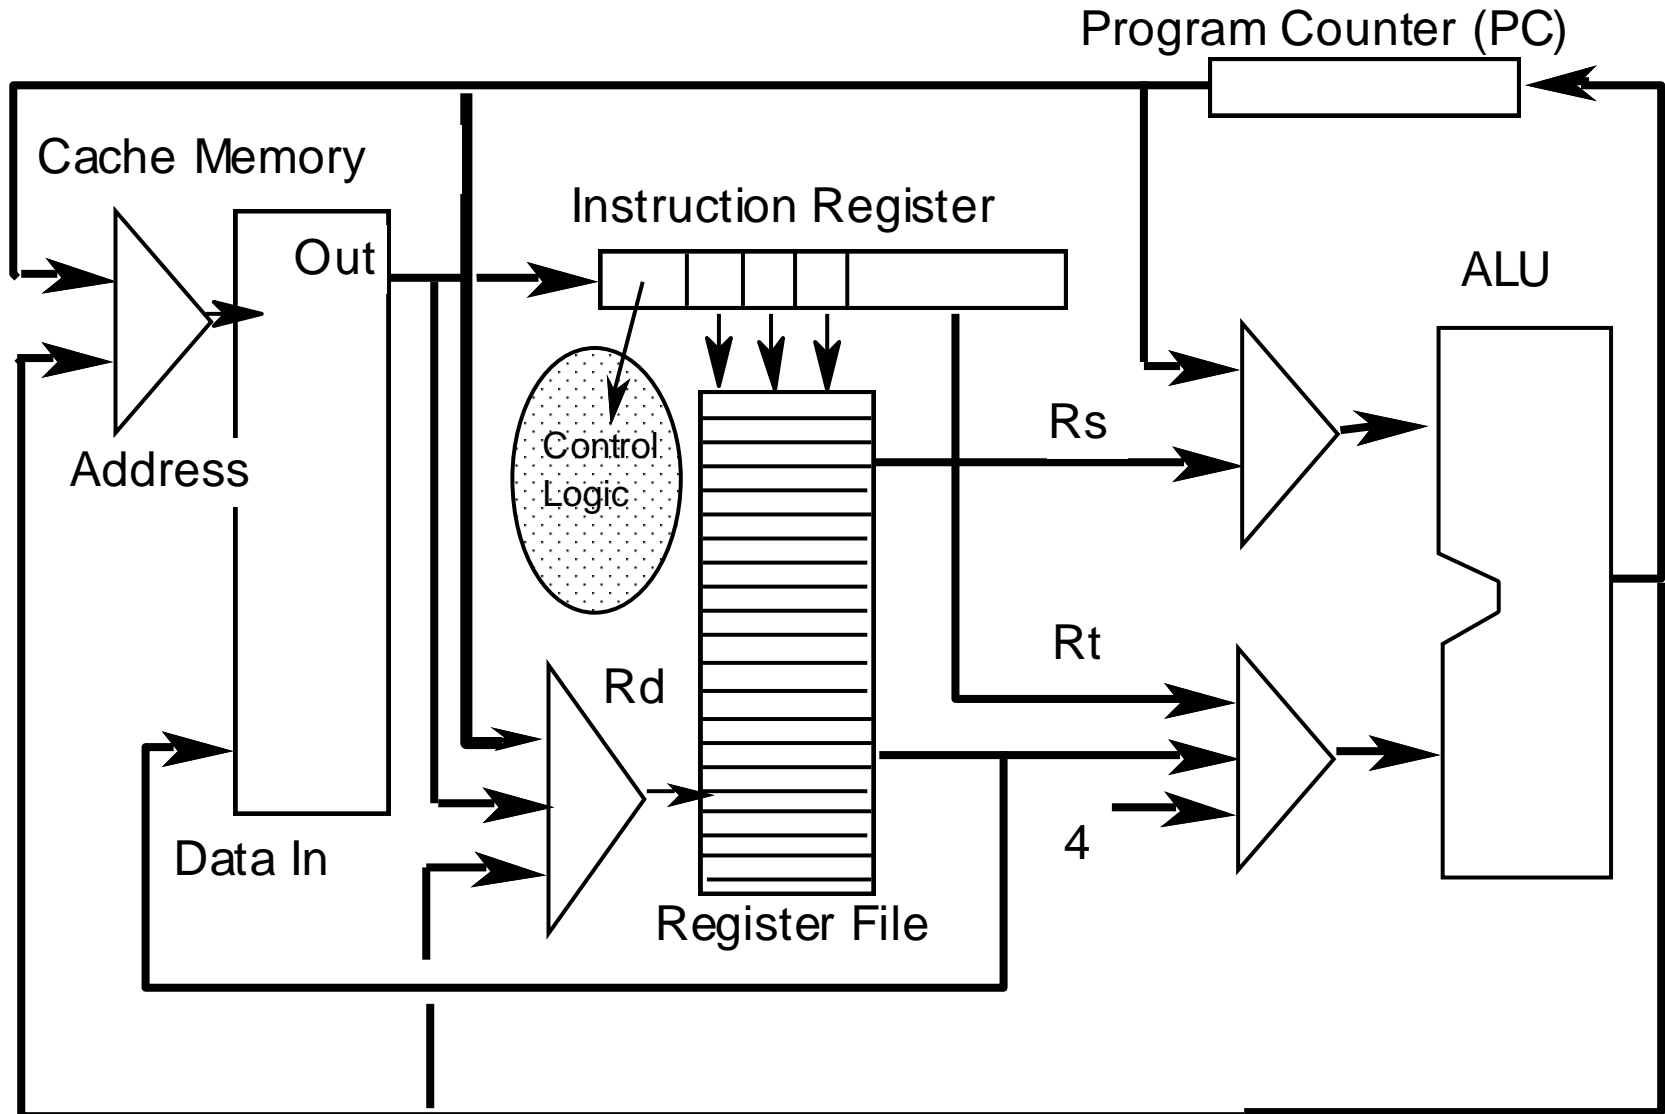 Program Counter (PC)
Cache Memory
Instruction Register
Out
ALU
Rs
Control
Logic
Address
Rt
Rd
4
Data In
Register File